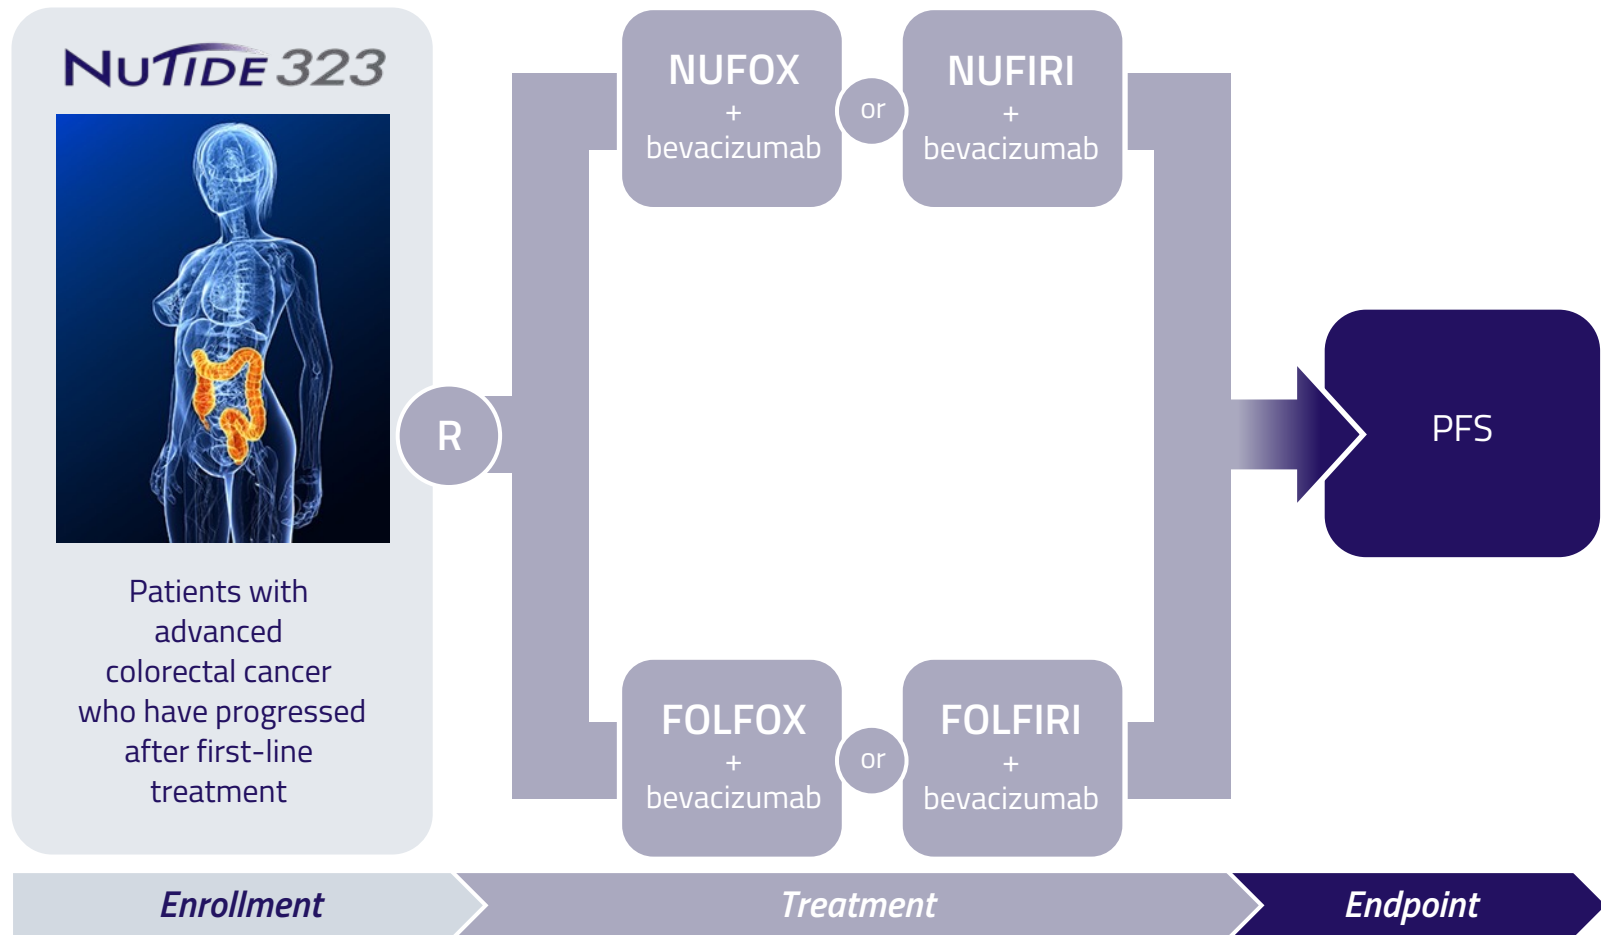 NUTIDE 323
Patients with
advanced
colorectal cancer
who have progressed
after first-line
treatment
R
NUFOX
+
bevacizumab
or
NUFIRI
+
bevacizumab
FOLFOX
+
bevacizumab
or
FOLFIRI
+
bevacizumab
PFS
Enrollment
Treatment
Endpoint